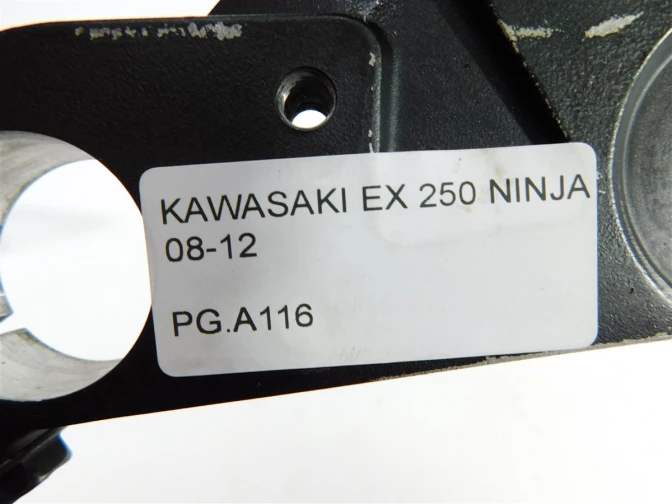 KAWASAKI EX 250 NINJA
08-12
PG.A116